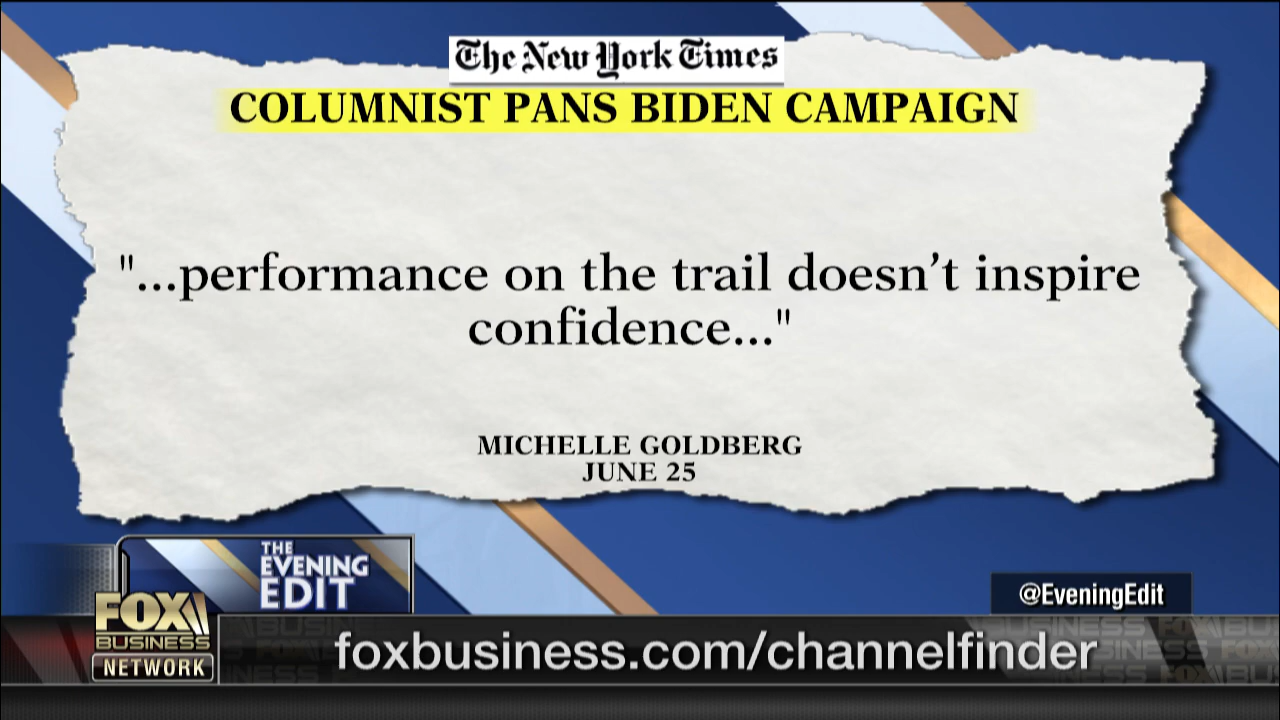 The New York Times
COLUMNIST PANS BIDEN CAMPAIGN
"...performance on the trail doesn’t inspire
confidence..."
MICHELLE GOLDBERG
JUNE 25
THE
EVENING
EDIT
@EveningEdit
FOX
BUSINESS
NETWORK
foxbusiness.com/channelfinder